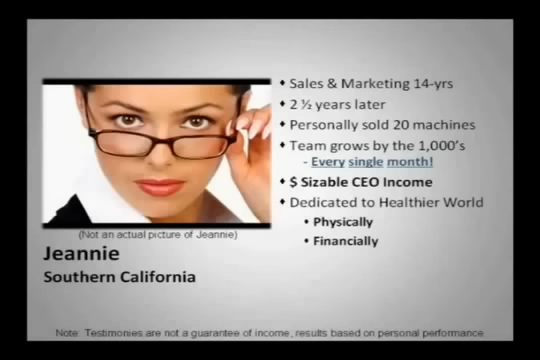 • Sales & Marketing 14-yrs
• 2 ½ years later
• Personally sold 20 machines
• Team grows by the 1,000's
- Every single month!
• $ Sizable CEO Income
• Dedicated to Healthier World
• Physically
• Financially
(Not an actual picture of Jeannie)
Jeannie
Southern California
Note: Testimonies are not a guarantee of income, results based on personal performance